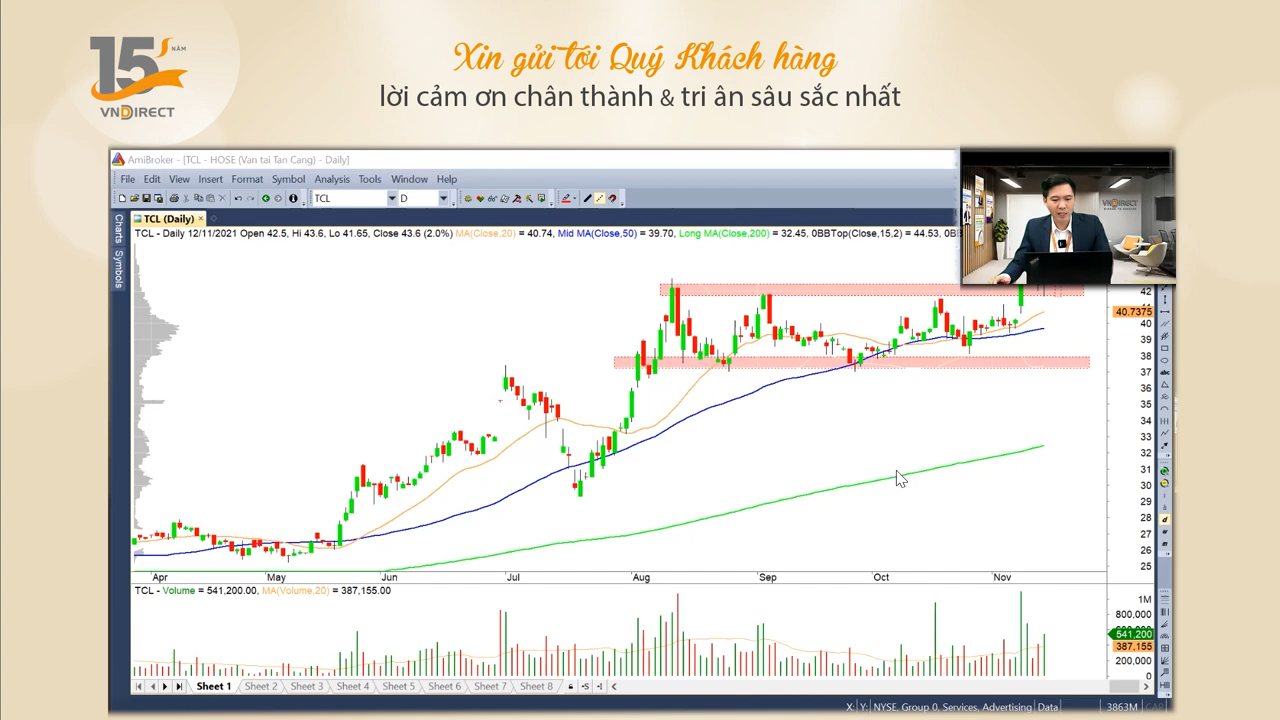 15 NĂM
VNDIRECT
Xin gửi tới Quý Khách hàng
lời cảm ơn chân thành & tri ân sâu sắc nhất
AmiBroker - [TCL - HOSE (Van tai Tan Cang) - Daily]
File Edit View Insert Format Symbol Analysis Tools Window Help
TCL D
Charts
Symbols
TCL (Daily)
TCL - Daily 12/11/2021 Open 42.5, Hi 43.6, Lo 41.65, Close 43.6 (2.0%) MA(Close,20) = 40.74, Mid MA(Close,50) = 39.70, Long MA(Close,200) = 32.45, 0BBTop(Close,15,2) = 44.53,
VNDIRECT
42
40.7375
40
39
38
37
36
35
34
33
32
31
30
29
28
27
26
25
Apr May Jun Jul Aug Sep Oct Nov
TCL - Volume = 541,200.00, MA(Volume,20) = 387,155.00
1M
800,000
541,200
387,155
200,000
0
Sheet 1 Sheet 2 Sheet 3 Sheet 4 Sheet 5 Sheet 6 Sheet 7 Sheet 8
X: Y: NYSE, Group 0, Services, Advertising Data 3863M CAP